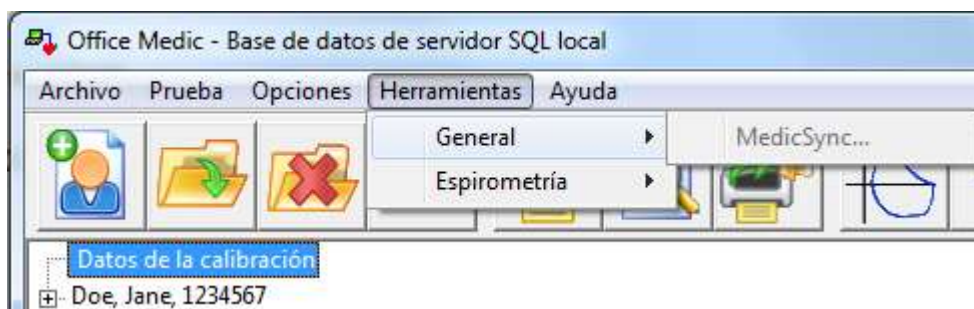 Office Medic - Base de datos de servidor SQL local
Archivo Prueba Opciones Herramientas Ayuda
General MedicSync...
Espirometría
Datos de la calibración
Doe, Jane, 1234567